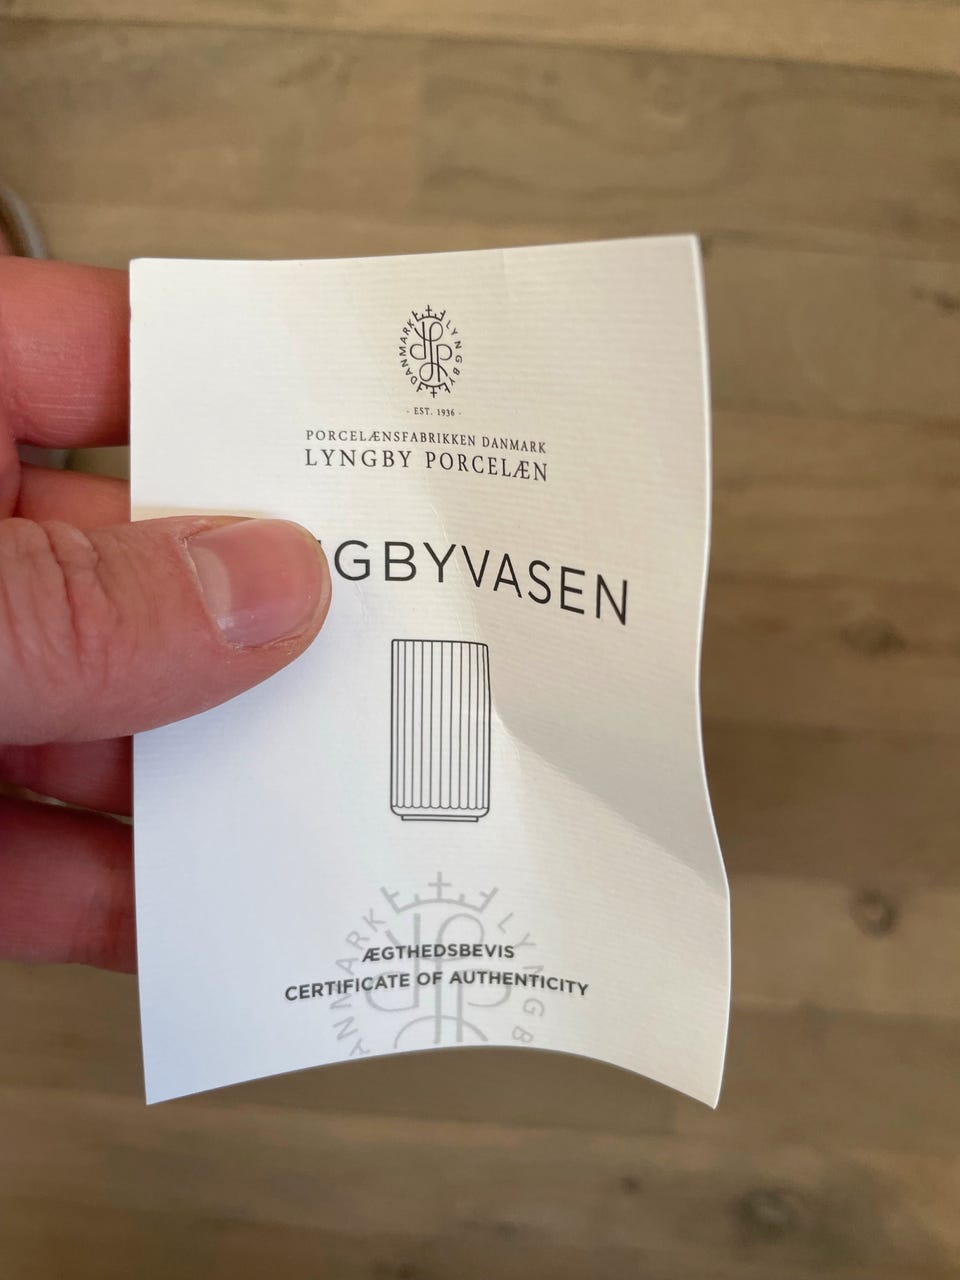 DANMARK LYNGBY
- EST. 1936 -
PORCELÆNSFABRIKKEN DANMARK
LYNGBY PORCELÆN
GBYVASEN
ÆGTHEDSBEVIS
CERTIFICATE OF AUTHENTICITY